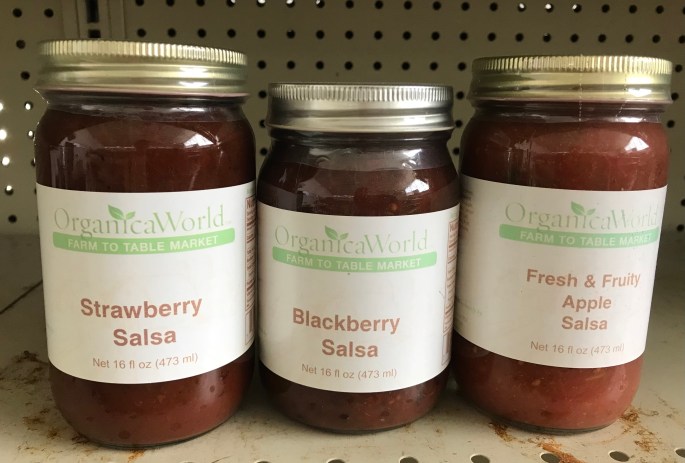 OrganicaWorld
FARM TO TABLE MARKET
Strawberry
Salsa
Net 16 fl oz (473 ml)
OrganicaWorld
FARM TO TABLE MARKET
Blackberry
Salsa
Net 16 fl oz (473 ml)
OrganicaWorld
FARM TO TABLE MARKET
Fresh & Fruity
Apple
Salsa
Net 16 fl oz (473 ml)